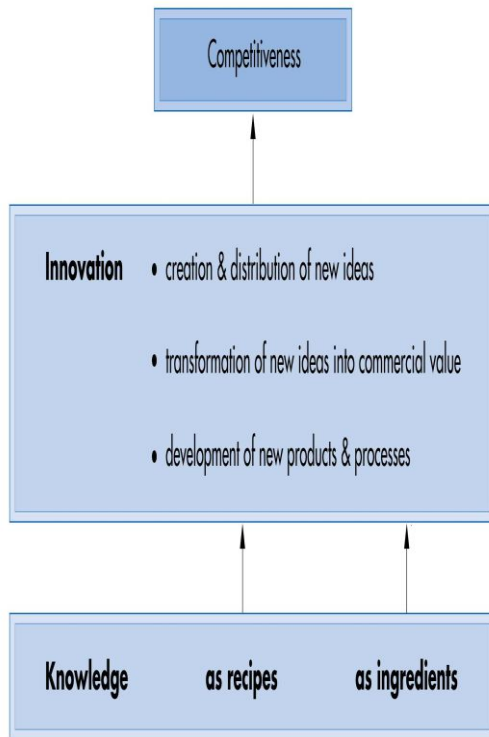 Competitiveness
Innovation • creation & distribution of new ideas
• transformation of new ideas into commercial value
• development of new products & processes
Knowledge as recipes as ingredients